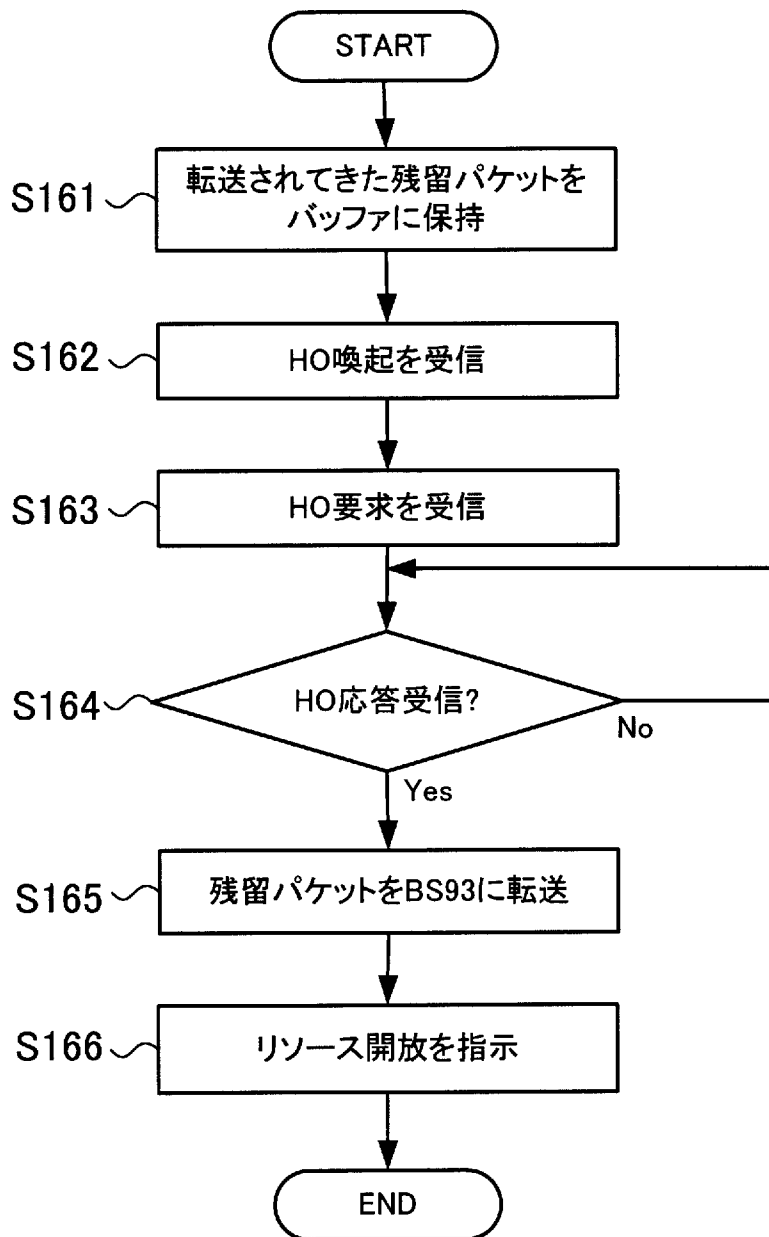 START
S161
転送されてきた残留パケットを
バッファに保持
S162
HO喚起を受信
S163
HO要求を受信
S164
HO応答受信?
No
Yes
S165
残留パケットをBS93に転送
S166
リソース開放を指示
END